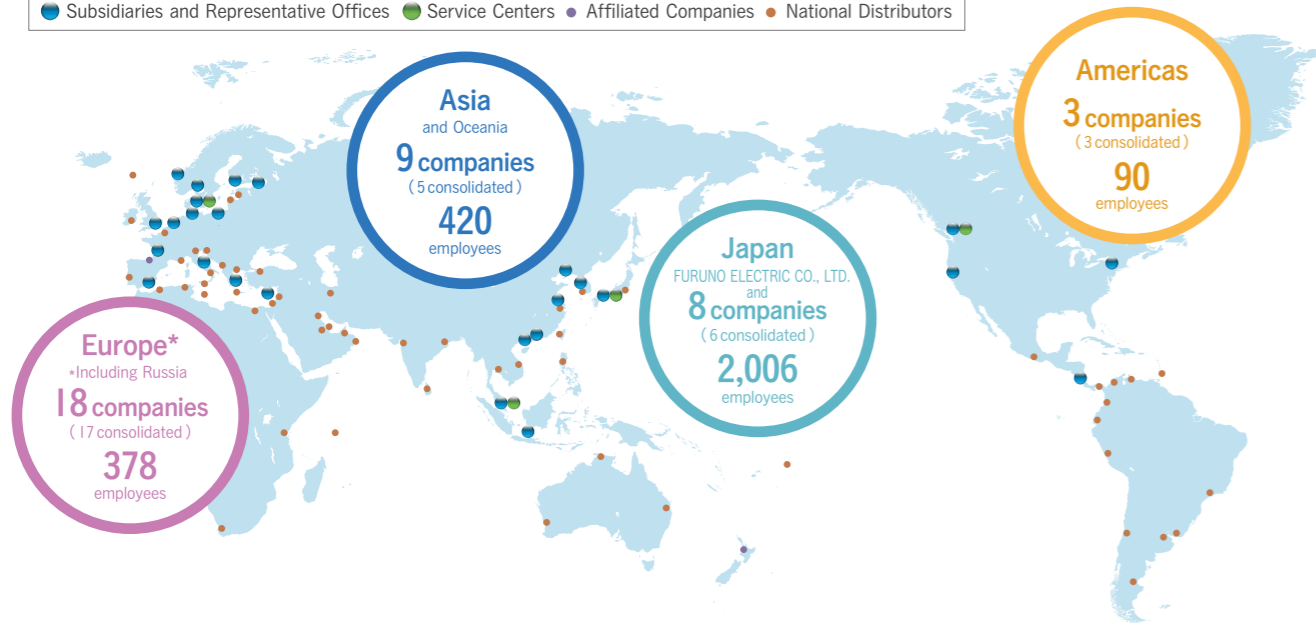 Subsidiaries and Representative Offices Service Centers Affiliated Companies National Distributors
Asia
and Oceania
9 companies
(5 consolidated)
420
employees
Americas
3 companies
(3 consolidated)
90
employees
Japan
FURUNO ELECTRIC CO., LTD.
and
8 companies
(6 consolidated)
2,006
employees
Europe*
*Including Russia
18 companies
(17 consolidated)
378
employees